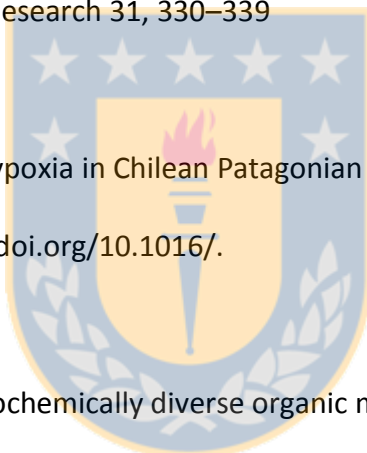 esearch 31, 330–339
ypoxia in Chilean Patagonian
doi.org/10.1016/.
ochemically diverse organic n